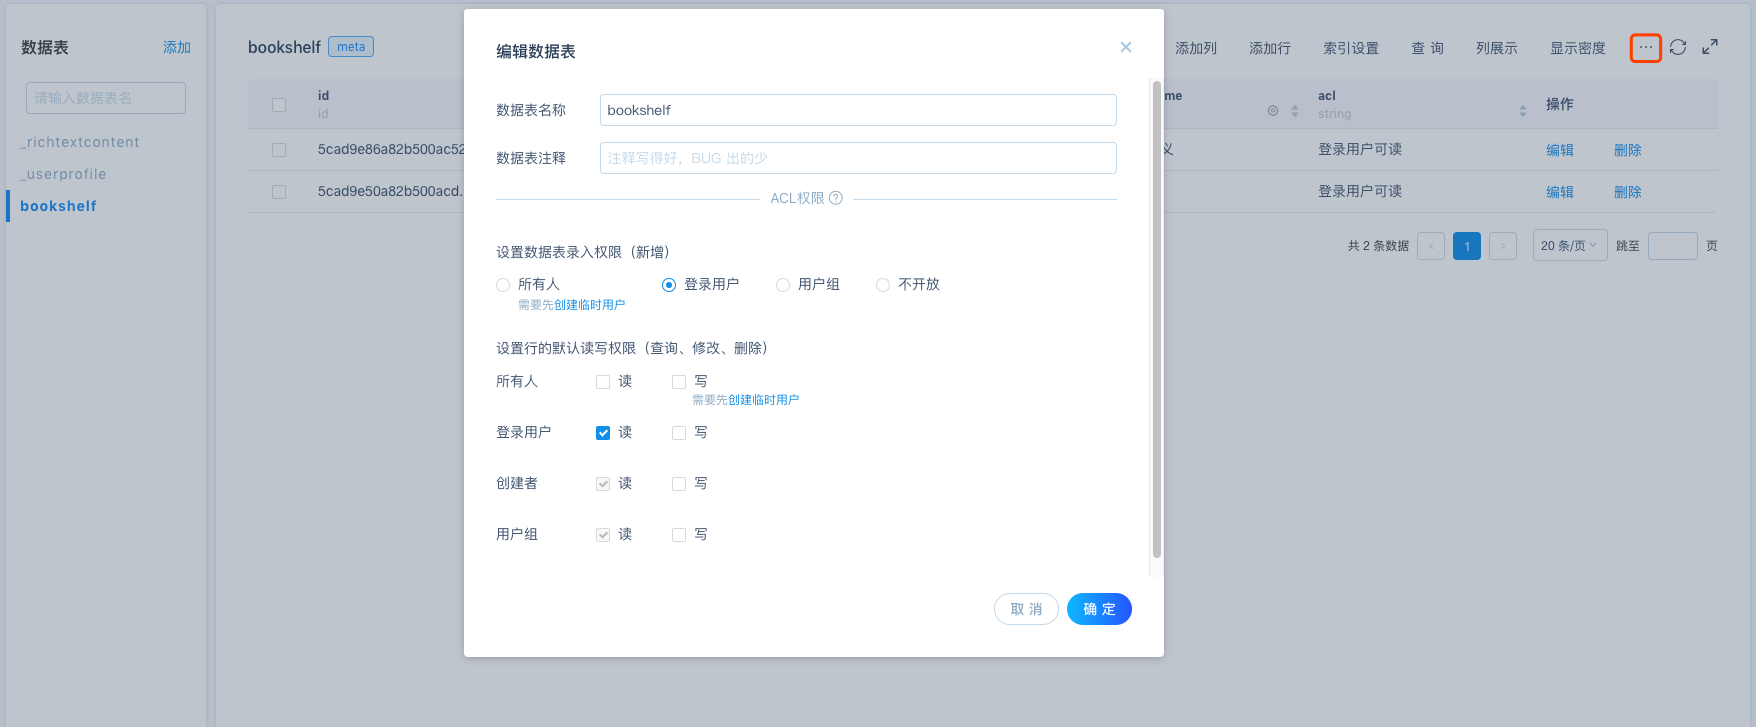 数据表
添加
请输入数据表名
_richtextcontent
_userprofile
bookshelf
bookshelf
meta
添加列
添加行
索引设置
查 询
列展示
显示密度
id
id
me
acl
string
操作
5cad9e86a82b500ac52
义
登录用户可读
编辑
删除
5cad9e50a82b500acd.
登录用户可读
编辑
删除
共 2 条数据
1
20 条/页
跳至
页
编辑数据表
数据表名称
bookshelf
数据表注释
注释写得好，BUG 出的少
ACL权限
设置数据表录入权限（新增）
所有人
登录用户
用户组
不开放
需要先创建临时用户
设置行的默认读写权限（查询、修改、删除）
所有人
读
写
需要先创建临时用户
登录用户
读
写
创建者
读
写
用户组
读
写
取 消
确 定